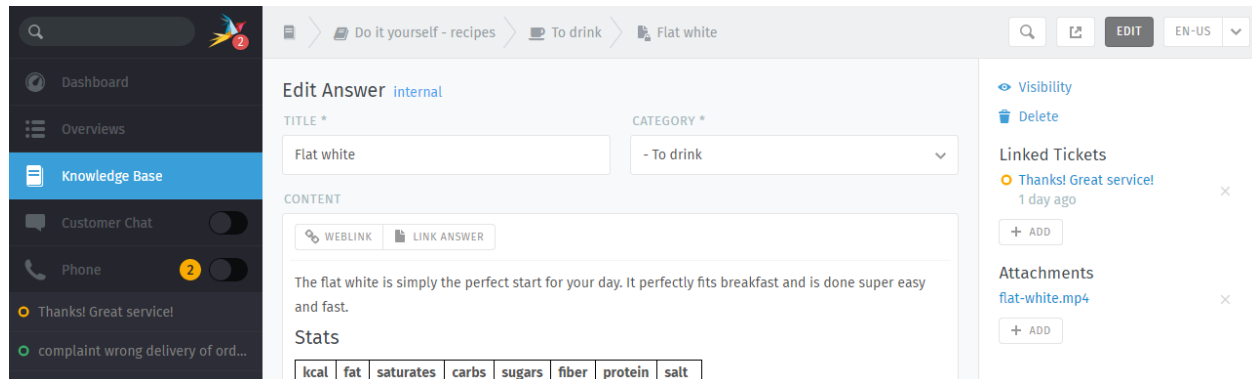 2
Dashboard
Overviews
Knowledge Base
Customer Chat
Phone 2
Thanks! Great service!
complaint wrong delivery of ord...
Do it yourself - recipes To drink Flat white
EDIT EN-US
Edit Answer internal
TITLE * CATEGORY *
Flat white - To drink
CONTENT
WEBLINK LINK ANSWER
The flat white is simply the perfect start for your day. It perfectly fits breakfast and is done super easy
and fast.
Stats
kcal fat saturates carbs sugars fiber protein salt
Visibility
Delete
Linked Tickets
Thanks! Great service!
1 day ago
+ ADD
Attachments
flat-white.mp4
+ ADD